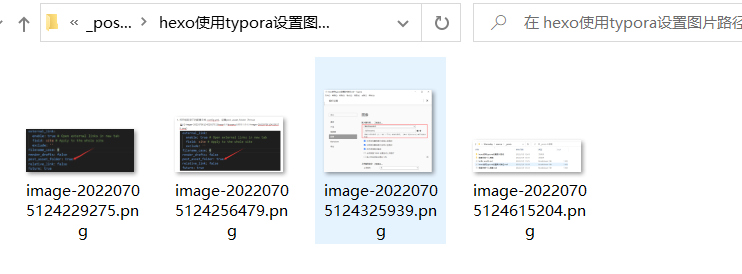 « _pos... › hexo使用typora设置图...
在 hexo使用typora设置图片路径
image-20220705124229275.png
image-20220705124256479.png
image-20220705124325939.png
image-20220705124615204.png